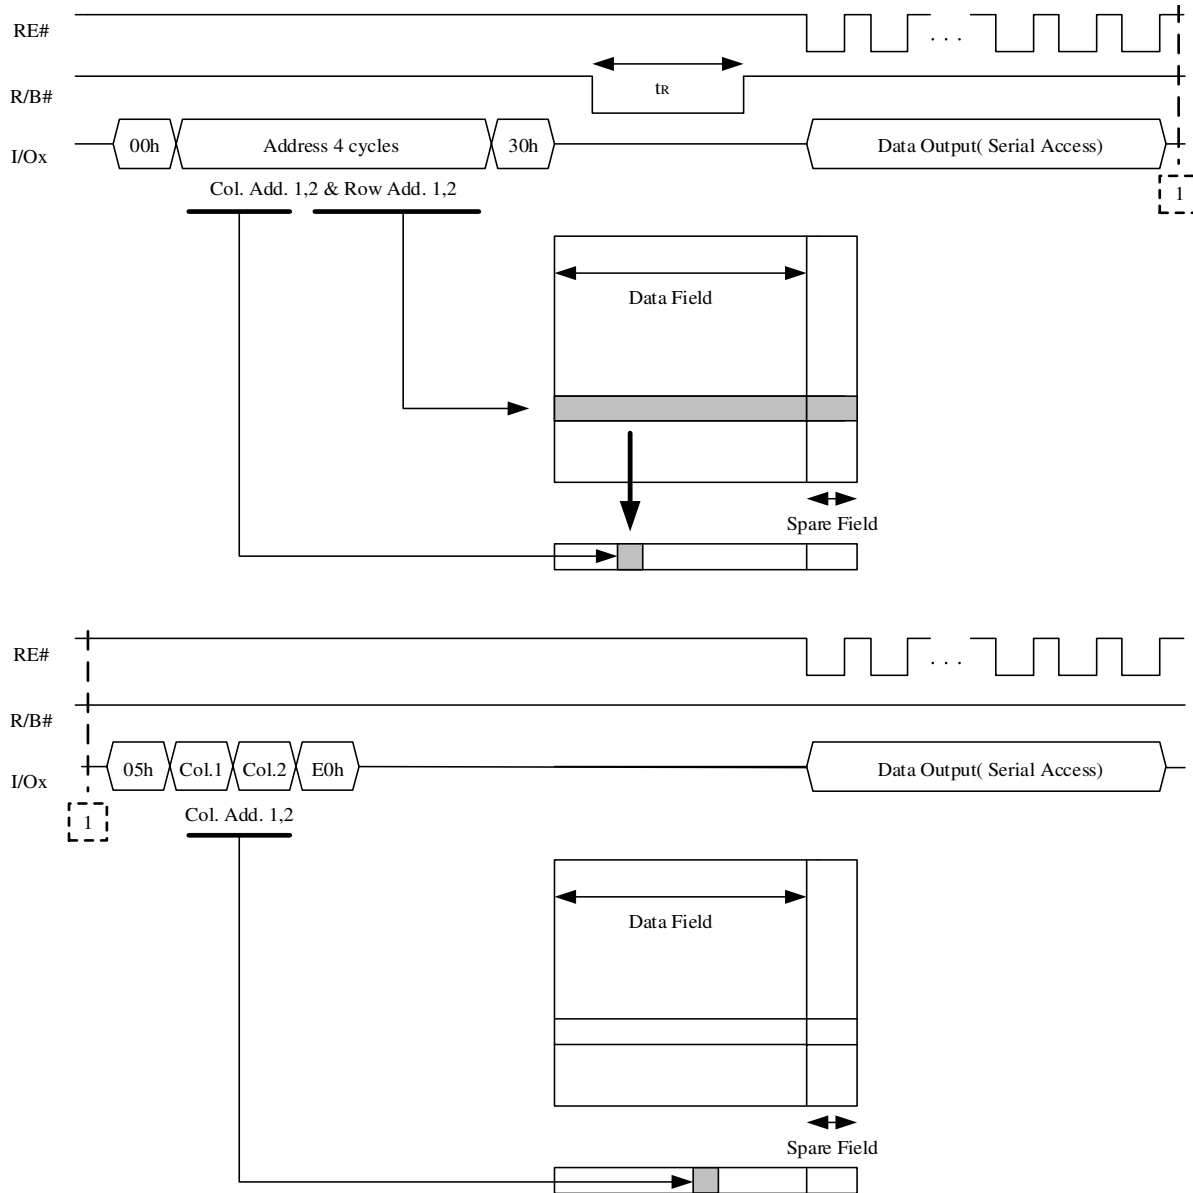 RE#
. . .
R/B#
tR
I/Ox
00h
Address 4 cycles
30h
Data Output( Serial Access)
Col. Add. 1,2 & Row Add. 1,2
1
Data Field
Spare Field
RE#
. . .
R/B#
I/Ox
05h
Col.1
Col.2
E0h
Data Output( Serial Access)
1
Col. Add. 1,2
Data Field
Spare Field